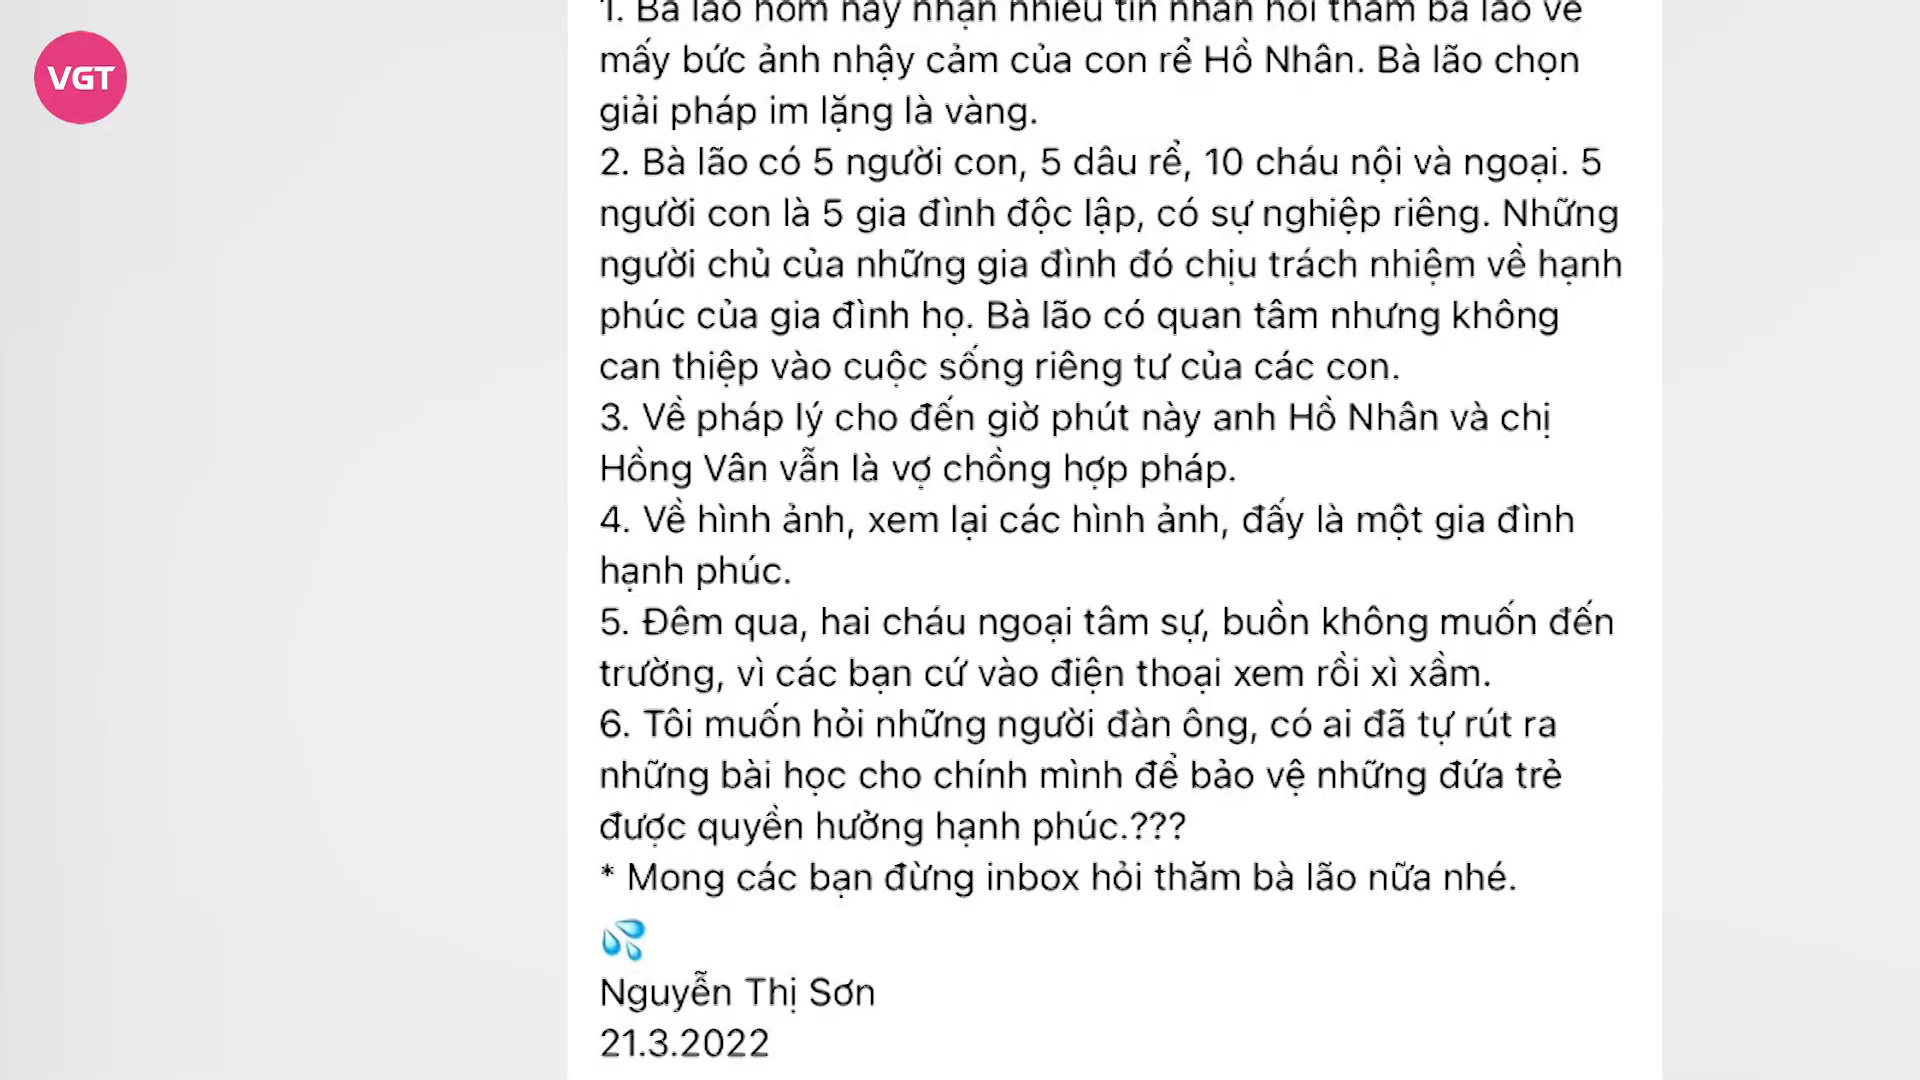 VGT
1. Bà lão hôm nay nhận nhiều tin nhắn hỏi thăm bà lão về
mấy bức ảnh nhậy cảm của con rể Hồ Nhân. Bà lão chọn
giải pháp im lặng là vàng.
2. Bà lão có 5 người con, 5 dâu rể, 10 cháu nội và ngoại. 5
người con là 5 gia đình độc lập, có sự nghiệp riêng. Những
người chủ của những gia đình đó chịu trách nhiệm về hạnh
phúc của gia đình họ. Bà lão có quan tâm nhưng không
can thiệp vào cuộc sống riêng tư của các con.
3. Về pháp lý cho đến giờ phút này anh Hồ Nhân và chị
Hồng Vân vẫn là vợ chồng hợp pháp.
4. Về hình ảnh, xem lại các hình ảnh, đấy là một gia đình
hạnh phúc.
5. Đêm qua, hai cháu ngoại tâm sự, buồn không muốn đến
trường, vì các bạn cứ vào điện thoại xem rồi xì xầm.
6. Tôi muốn hỏi những người đàn ông, có ai đã tự rút ra
những bài học cho chính mình để bảo vệ những đứa trẻ
được quyền hưởng hạnh phúc.???
* Mong các bạn đừng inbox hỏi thăm bà lão nữa nhé.
💦
Nguyễn Thị Sơn
21.3.2022